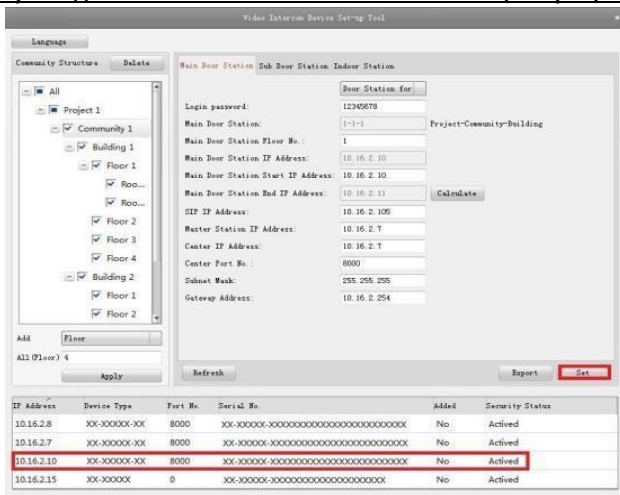 Video Intercom Device Set-up Tool
Language
Community Structure Delete
Main Door Station Sub Door Station Indoor Station
All
Project 1
Community 1
Building 1
Floor 1
Roo...
Roo...
Floor 2
Floor 3
Floor 4
Building 2
Floor 1
Floor 2
Add Floor
All(Floor) 4
Apply
Door Station for
Login password: 12345678
Main Door Station: 1-1-1 Project-Community-Building
Main Door Station Floor No.: 1
Main Door Station IP Address: 10.16.2.10
Main Door Station Start IP Address: 10.16.2.10
Main Door Station End IP Address: 10.16.2.11 Calculate
SIP IP Address: 10.16.2.105
Master Station IP Address: 10.16.2.7
Center IP Address: 10.16.2.7
Center Port No.: 8000
Subnet Mask: 255.255.255
Gateway Address: 10.16.2.254
Refresh Export Set
IP Address Device Type Port No. Serial No. Added Security Status
10.16.2.8 XX-XXXXX-XX 8000 XX-XXXXX-XXXXXXXXXXXXXXXXXXXXXXX No Actived
10.16.2.7 XX-XXXXX-XX 8000 XX-XXXXX-XXXXXXXXXXXXXXXXXXXXXXX No Actived
10.16.2.10 XX-XXXXX-XX 8000 XX-XXXXX-XXXXXXXXXXXXXXXXXXXXXXX No Actived
10.16.2.15 XX-XXXXX 0 XX-XXXXX-XXXXXXXXXXXXXXXXXXXX No Actived